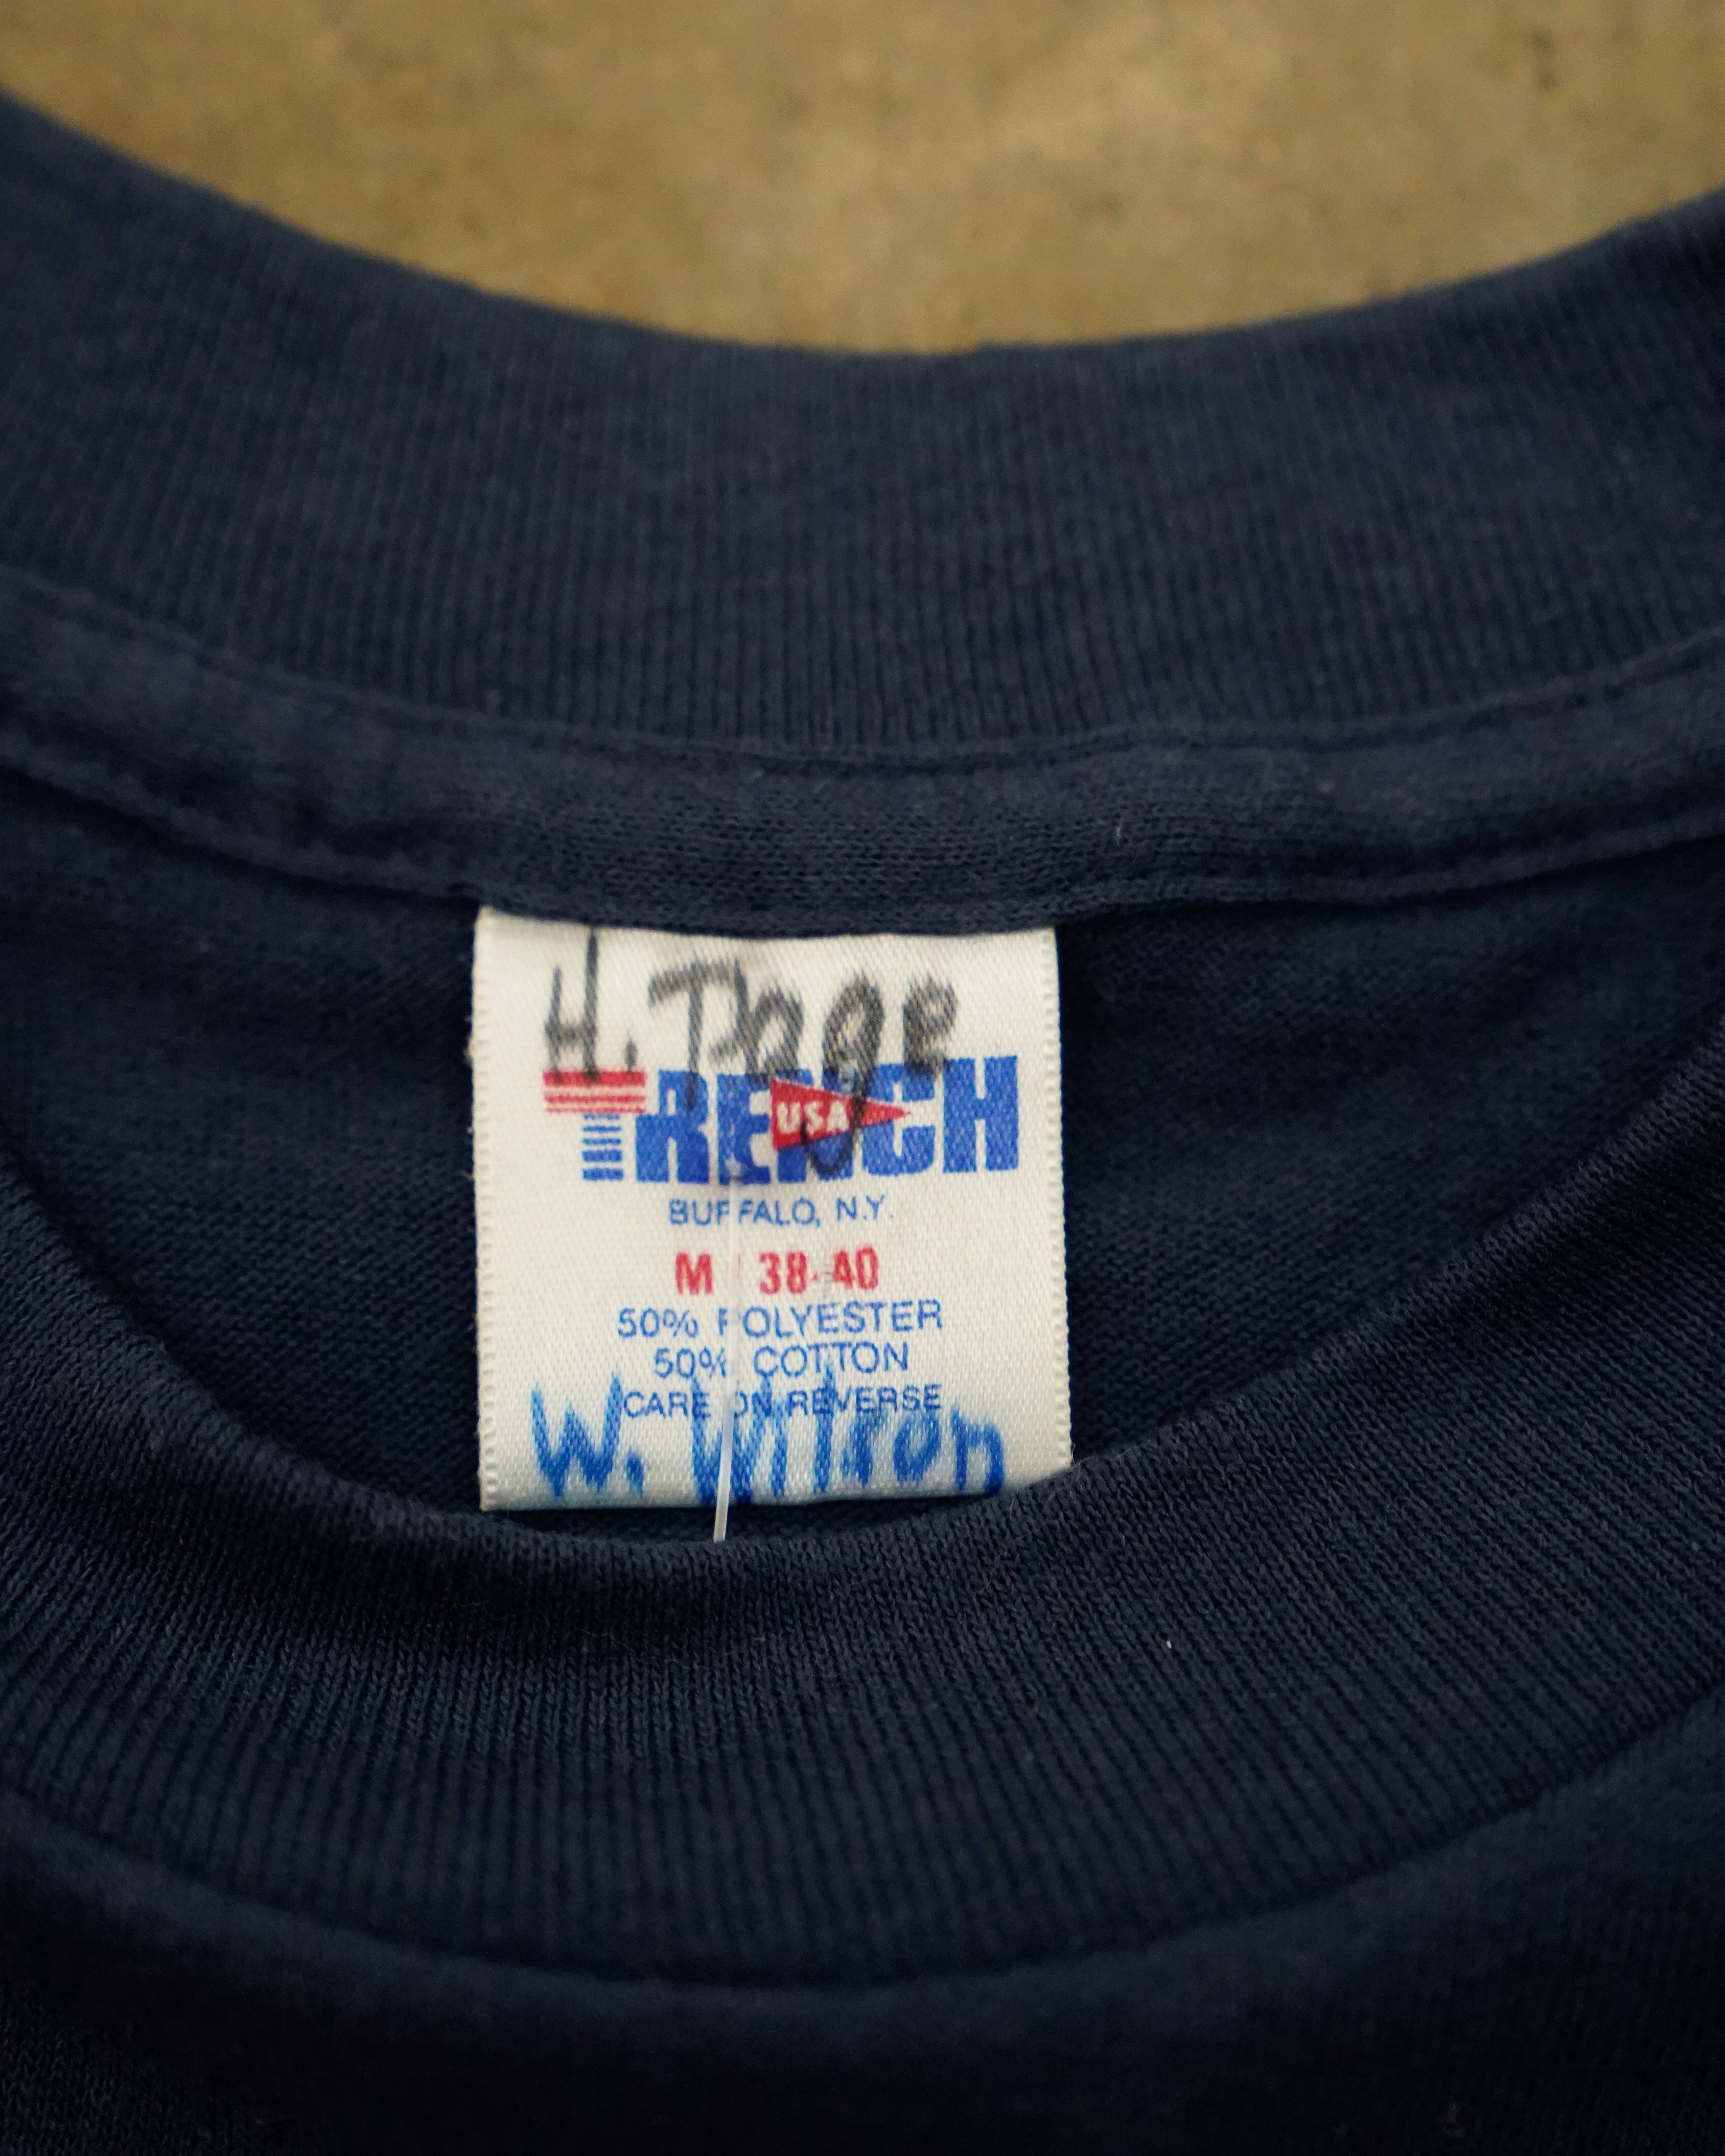 H. Page
TRENCH
USA
BUFFALO, N.Y.
M 38-40
50% POLYESTER
50% COTTON
CARE ON REVERSE
W. Wilson